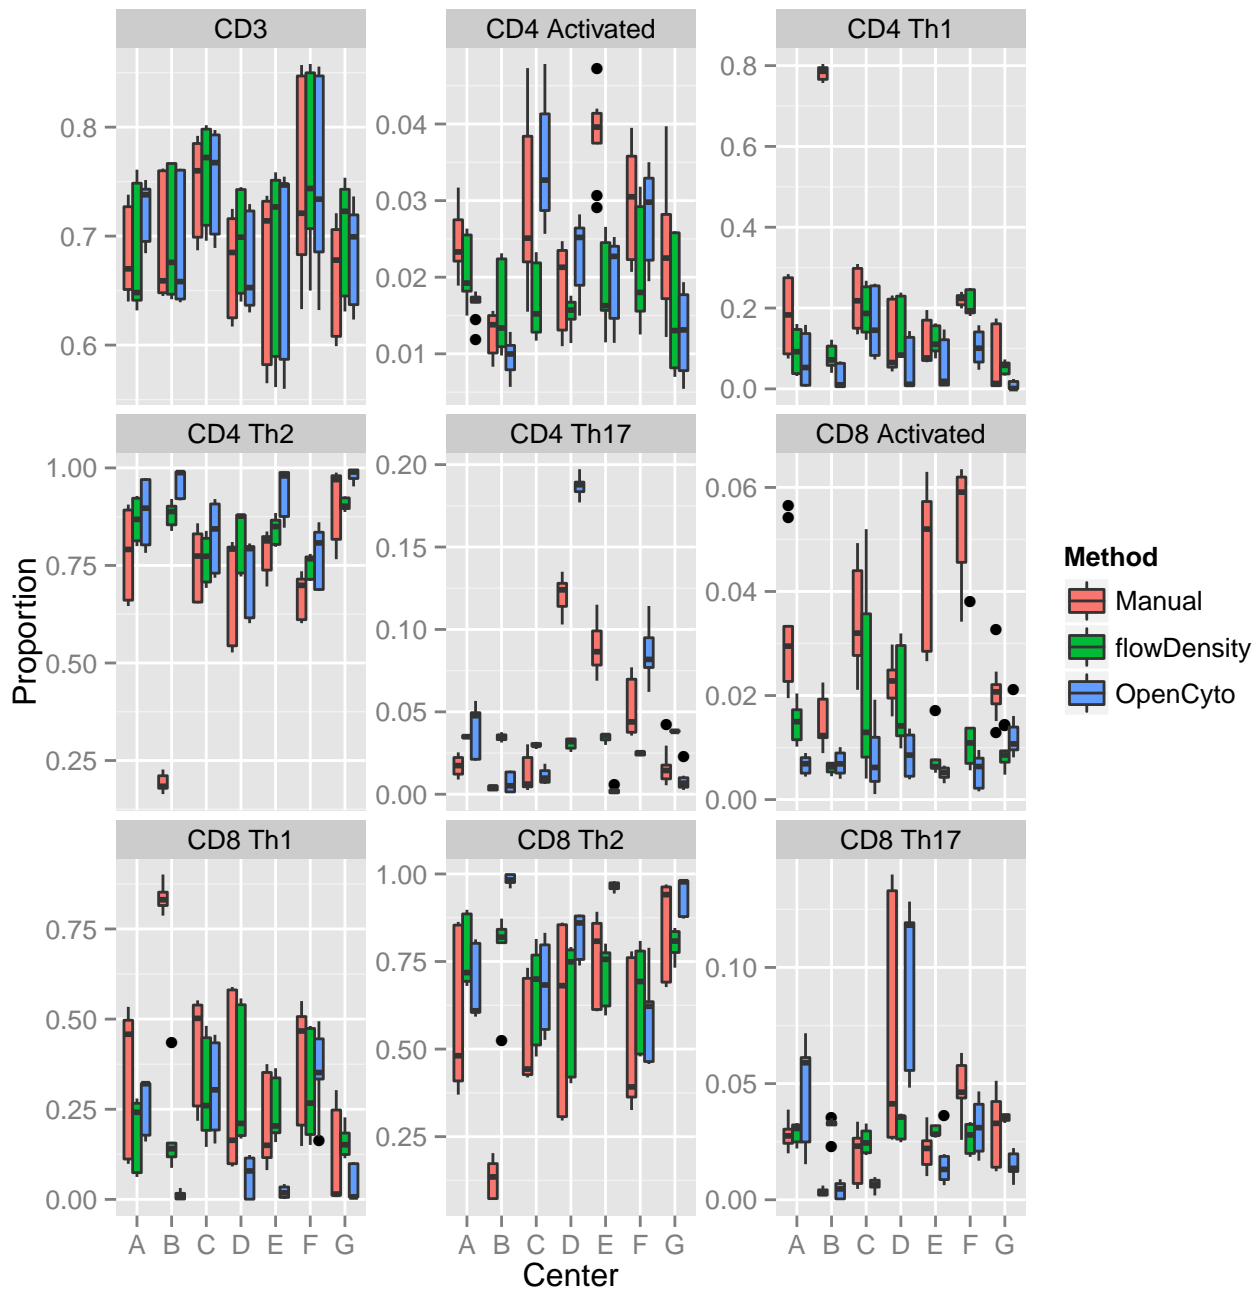 CD3
CD4 Activated
CD4 Th1
0.8
0.7
0.6
0.04
0.03
0.02
0.01
0.8
0.6
0.4
0.2
0.0
CD4 Th2
CD4 Th17
CD8 Activated
1.00
0.75
0.50
0.25
0.20
0.15
0.10
0.05
0.00
0.06
0.04
0.02
0.00
CD8 Th1
CD8 Th2
CD8 Th17
0.75
0.50
0.25
0.00
1.00
0.75
0.50
0.25
0.10
0.05
0.00
A B C D E F G
A B C D E F G
A B C D E F G
Proportion
Center
Method
Manual
flowDensity
OpenCyto